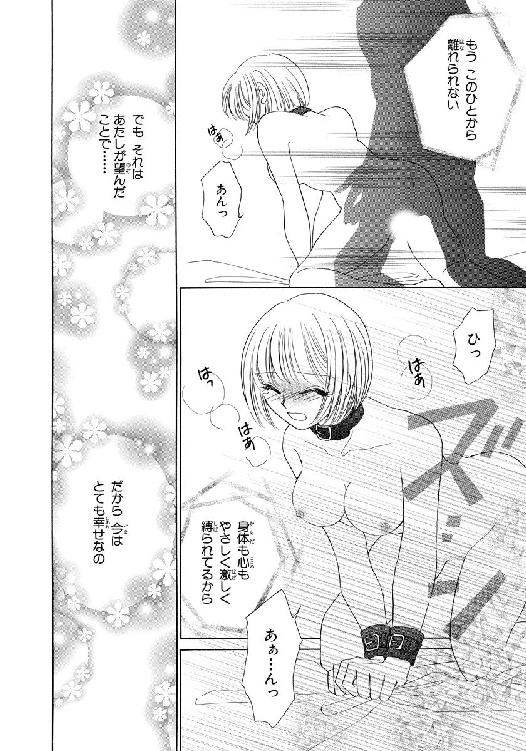 もう このひとから
離れられない
はぁ
あんっ
ひっ
はぁ
はっ
はぁ
ズンッ
身体も心も
やさしく激しく
縛られてるから
あぁ…んっ
でも それは
あたしが望んだ
ことで……
だから 今は
とても幸せなの